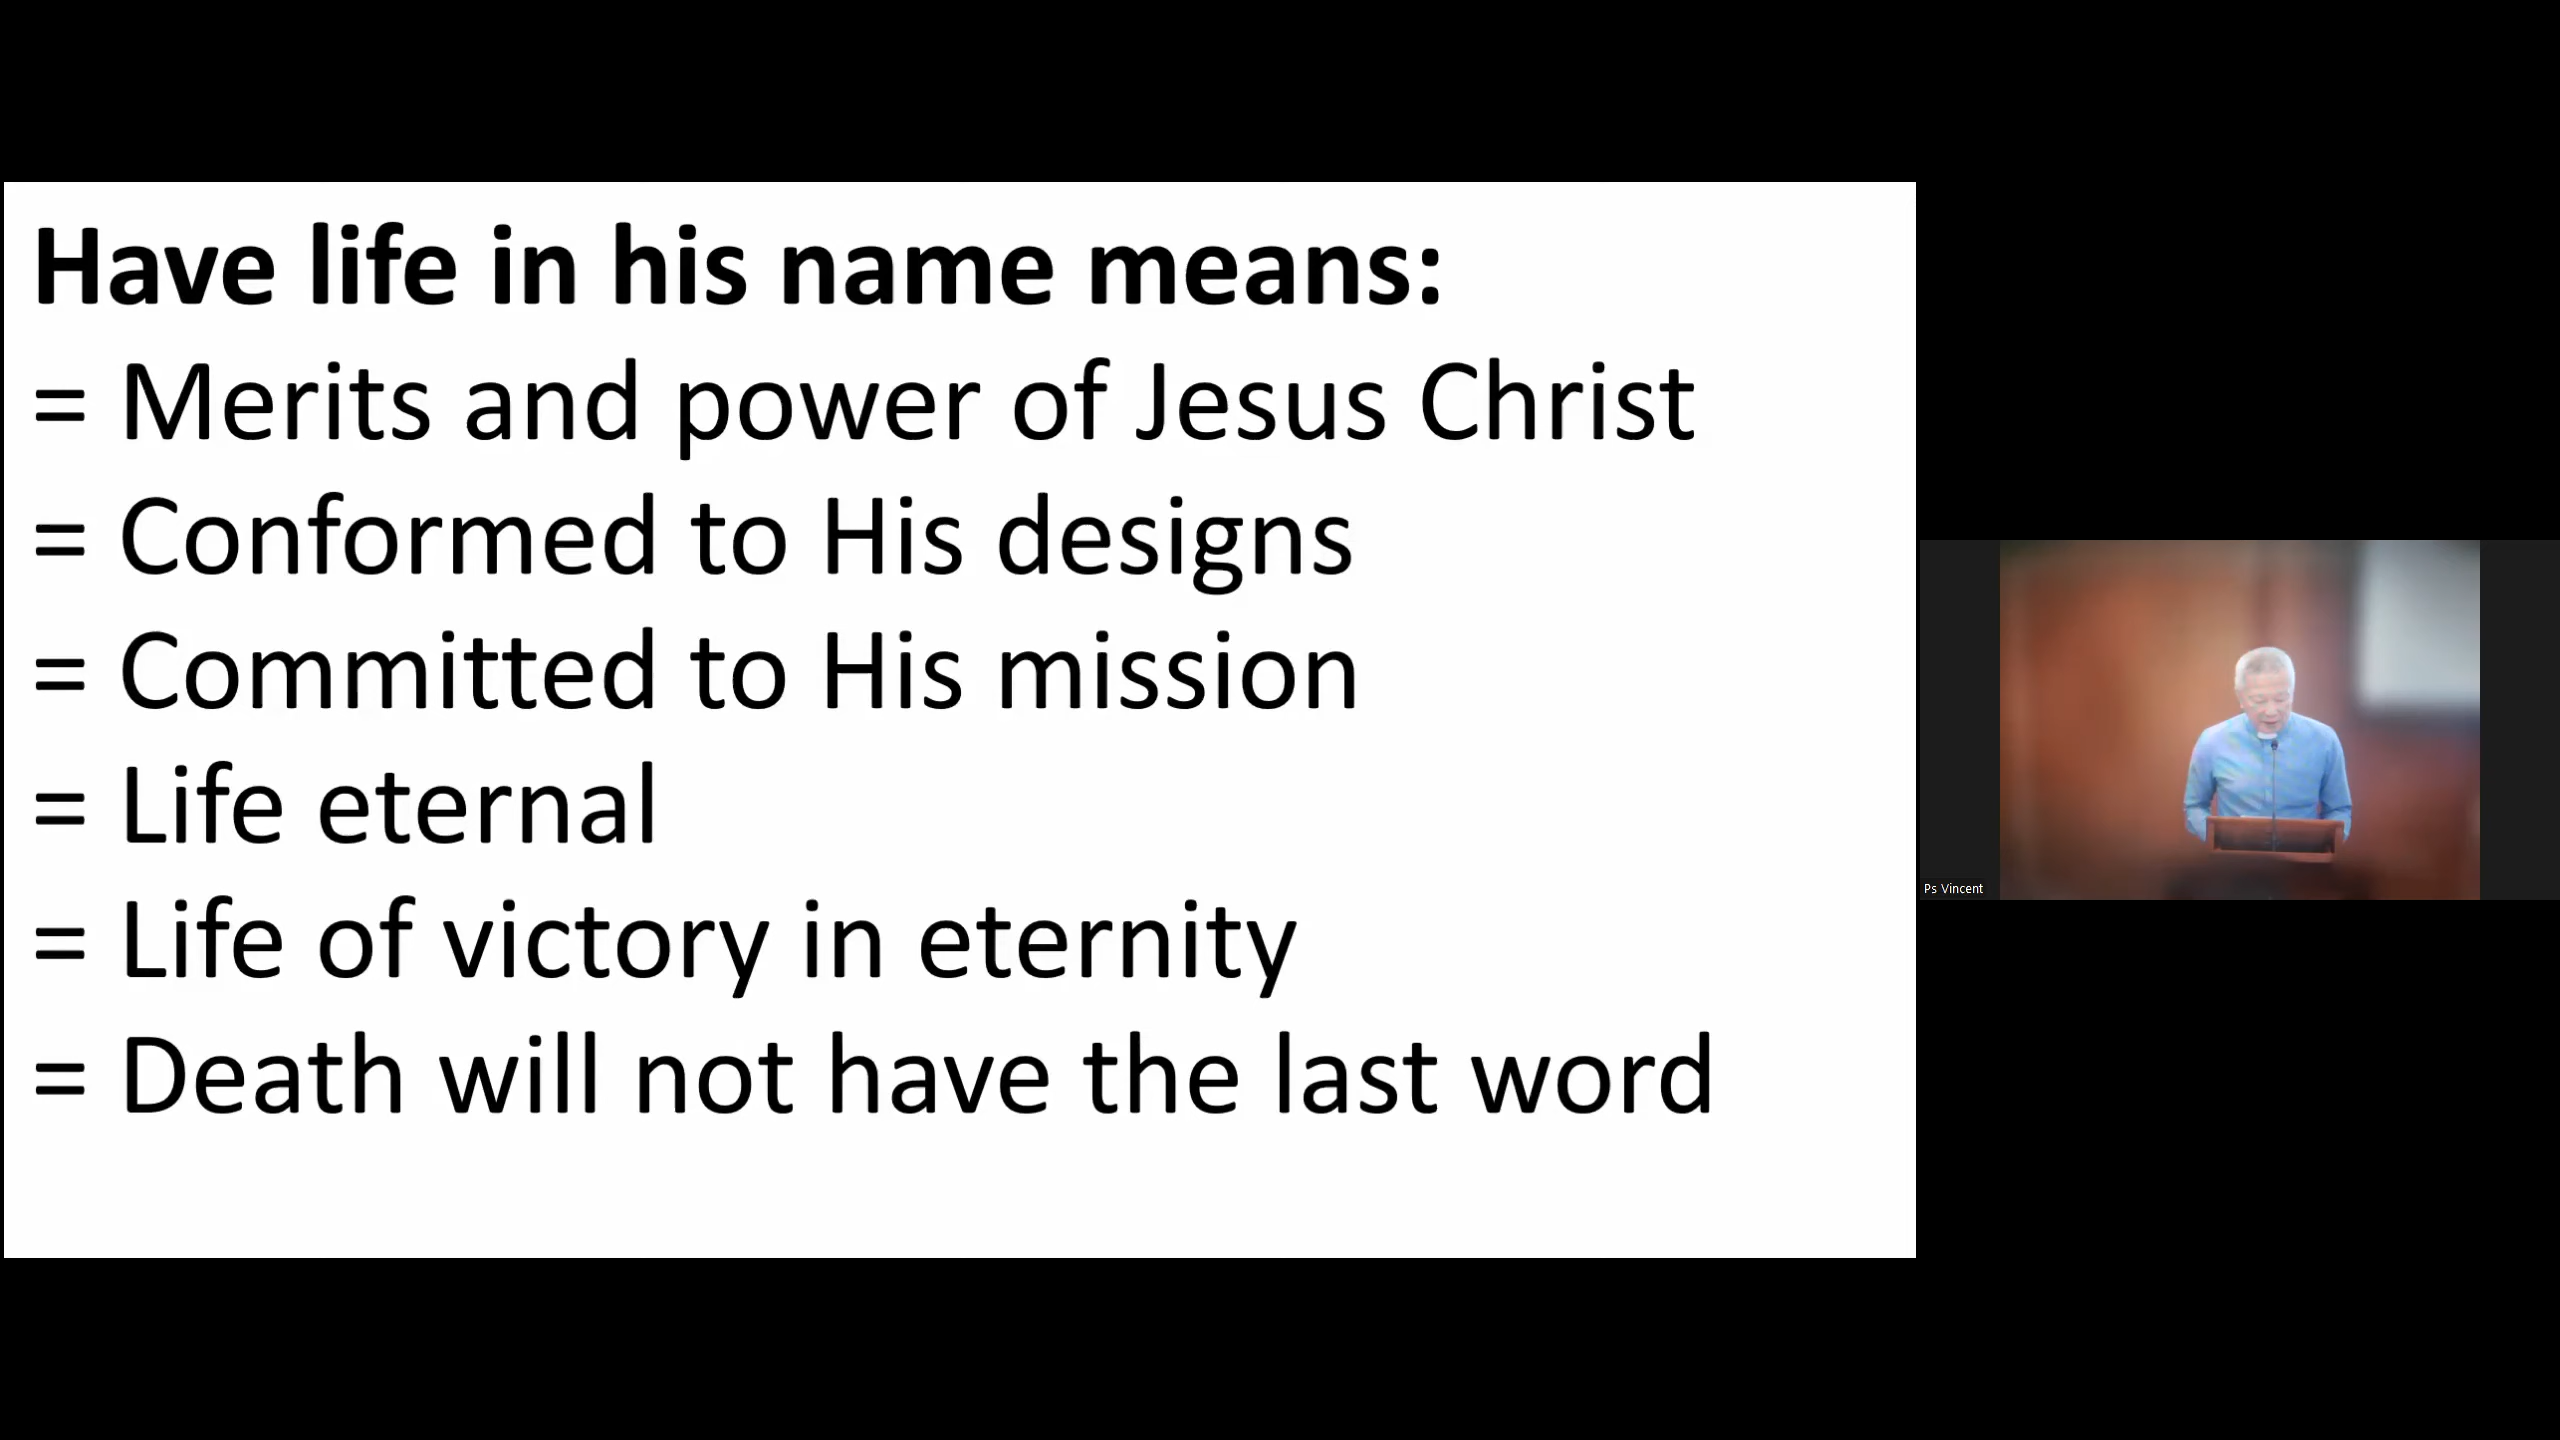 Have life in his name means:
= Merits and power of Jesus Christ
= Conformed to His designs
= Committed to His mission
= Life eternal
= Life of victory in eternity
= Death will not have the last word
Ps Vincent